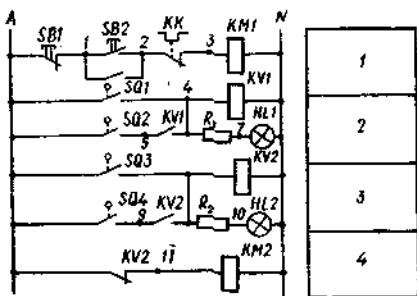 A N
SB1 1 SB2 2 KK 3 KM1
1
SQ1 4 KV1
SQ2 5 KV1 R1 7 HL1
2
SQ3 KV2
SQ4 9 KV2 R2 10 HL2
3
KV2 11 KM2
4